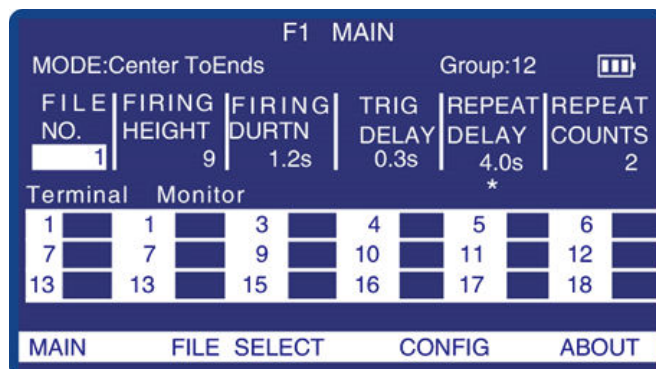 F1 MAIN
MODE:Center ToEnds Group:12
FILE NO. 1
FIRING HEIGHT 9
FIRING DURTN 1.2s
TRIG DELAY 0.3s
REPEAT DELAY 4.0s
*
REPEAT COUNTS 2
Terminal Monitor
1 1 3 4 5 6
7 7 9 10 11 12
13 13 15 16 17 18
MAIN FILE SELECT CONFIG ABOUT